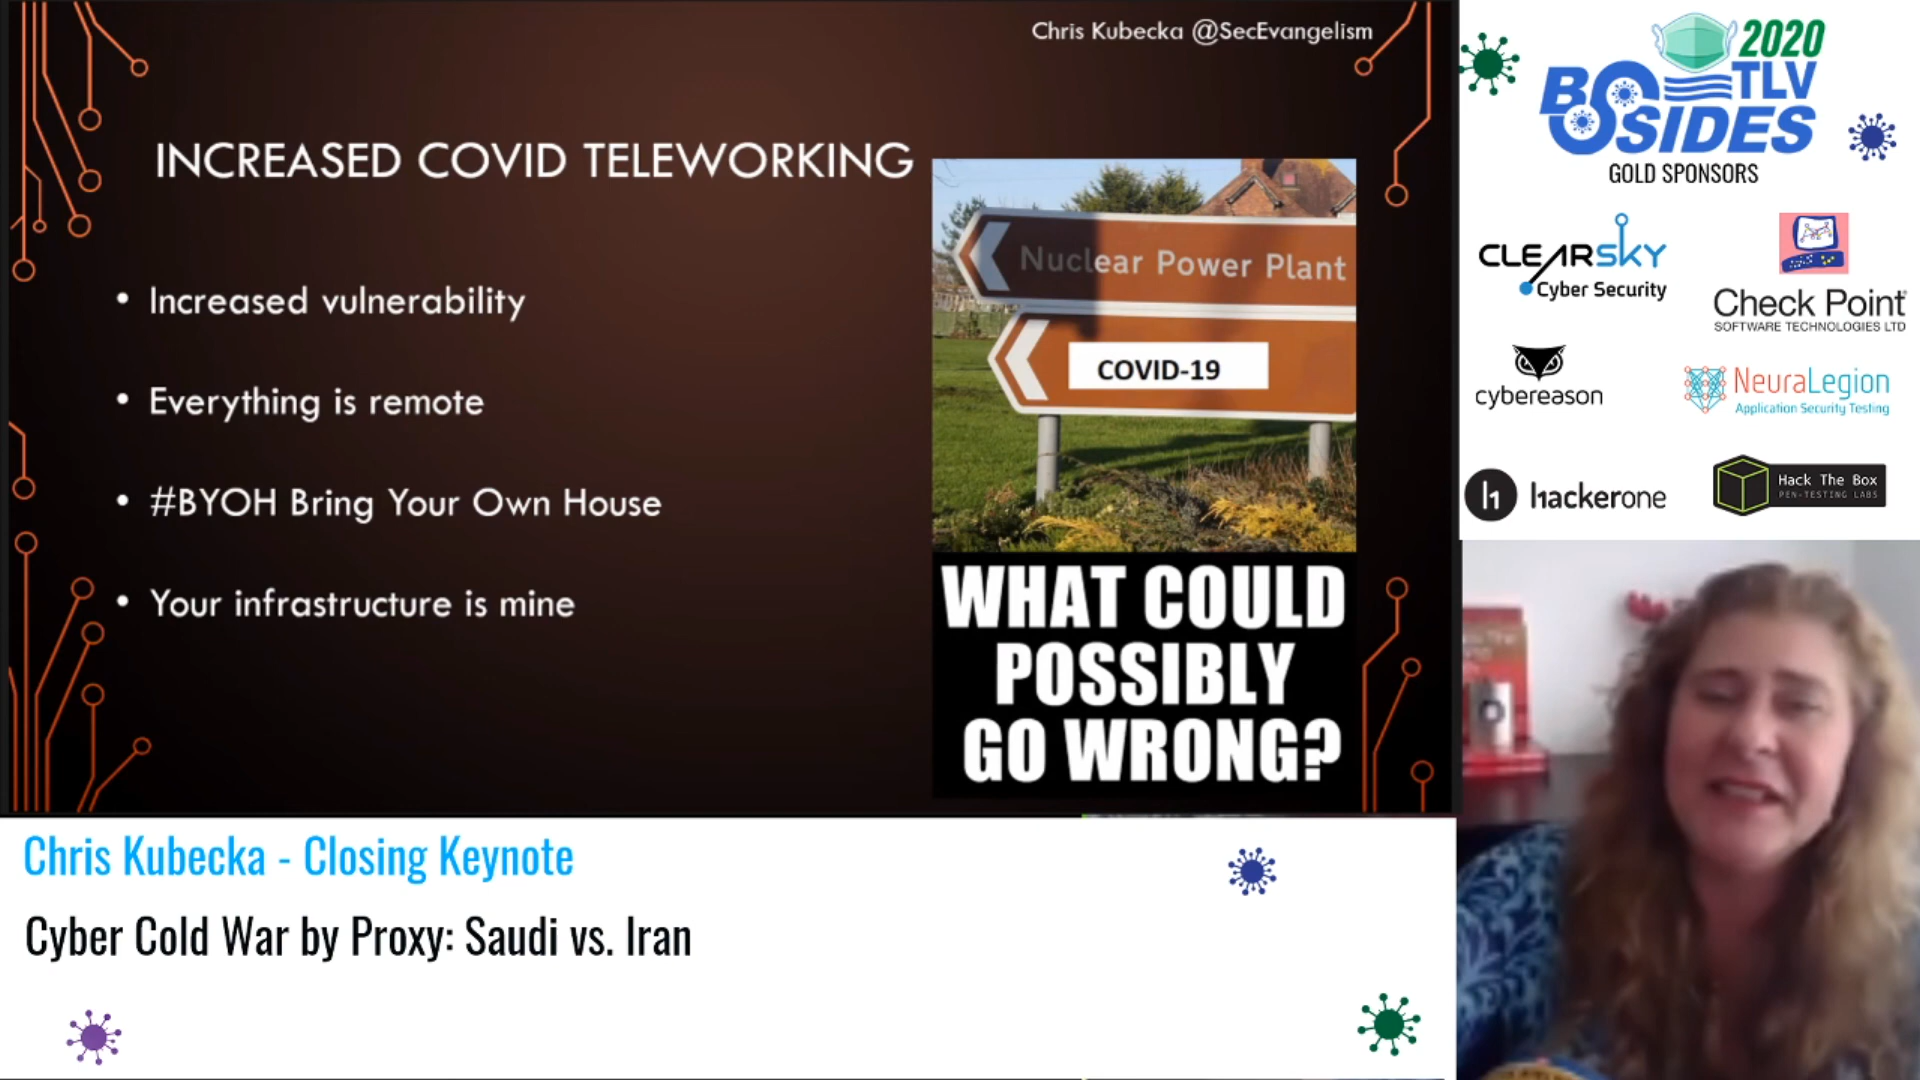 Chris Kubecka @SecEvangelism
INCREASED COVID TELEWORKING
• Increased vulnerability
• Everything is remote
• #BYOH Bring Your Own House
• Your infrastructure is mine
Nuclear Power Plant
COVID-19
WHAT COULD
POSSIBLY
GO WRONG?
2020
BSIDES
TLV
GOLD SPONSORS
CLEARSKY
Cyber Security
Check Point
SOFTWARE TECHNOLOGIES LTD
cybereason
NeuraLegion
Application Security Testing
h1 hackerone
Hack The Box
PEN-TESTING LABS
Chris Kubecka - Closing Keynote
Cyber Cold War by Proxy: Saudi vs. Iran